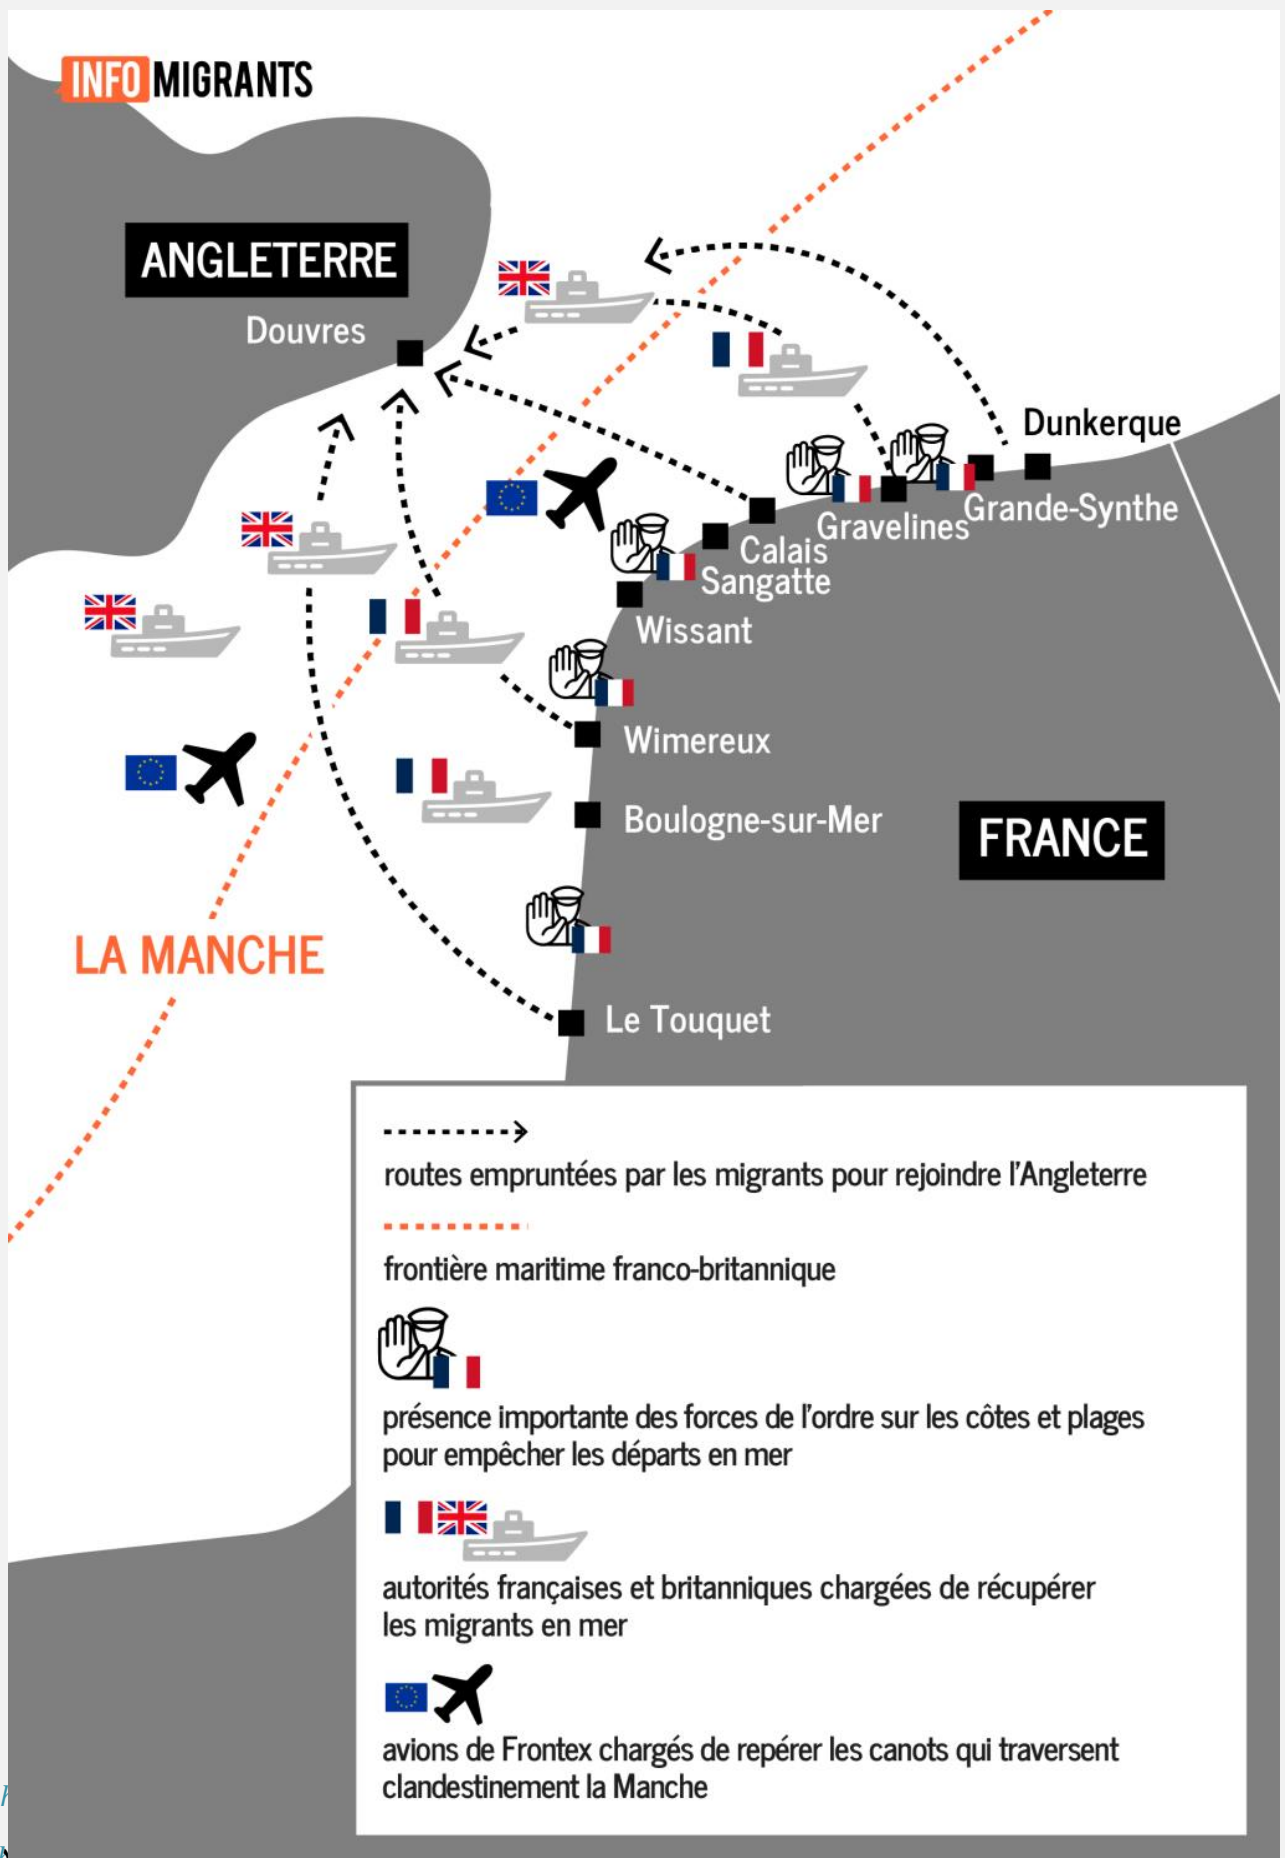 INFO MIGRANTS
ANGLETERRE
Douvres
Dunkerque
Grande-Synthe
Gravelines
Calais
Sangatte
Wissant
Wimereux
Boulogne-sur-Mer
FRANCE
LA MANCHE
Le Touquet
routes empruntées par les migrants pour rejoindre l'Angleterre
frontière maritime franco-britannique
présence importante des forces de l'ordre sur les côtes et plages
pour empêcher les départs en mer
autorités françaises et britanniques chargées de récupérer
les migrants en mer
avions de Frontex chargés de repérer les canots qui traversent
clandestinement la Manche